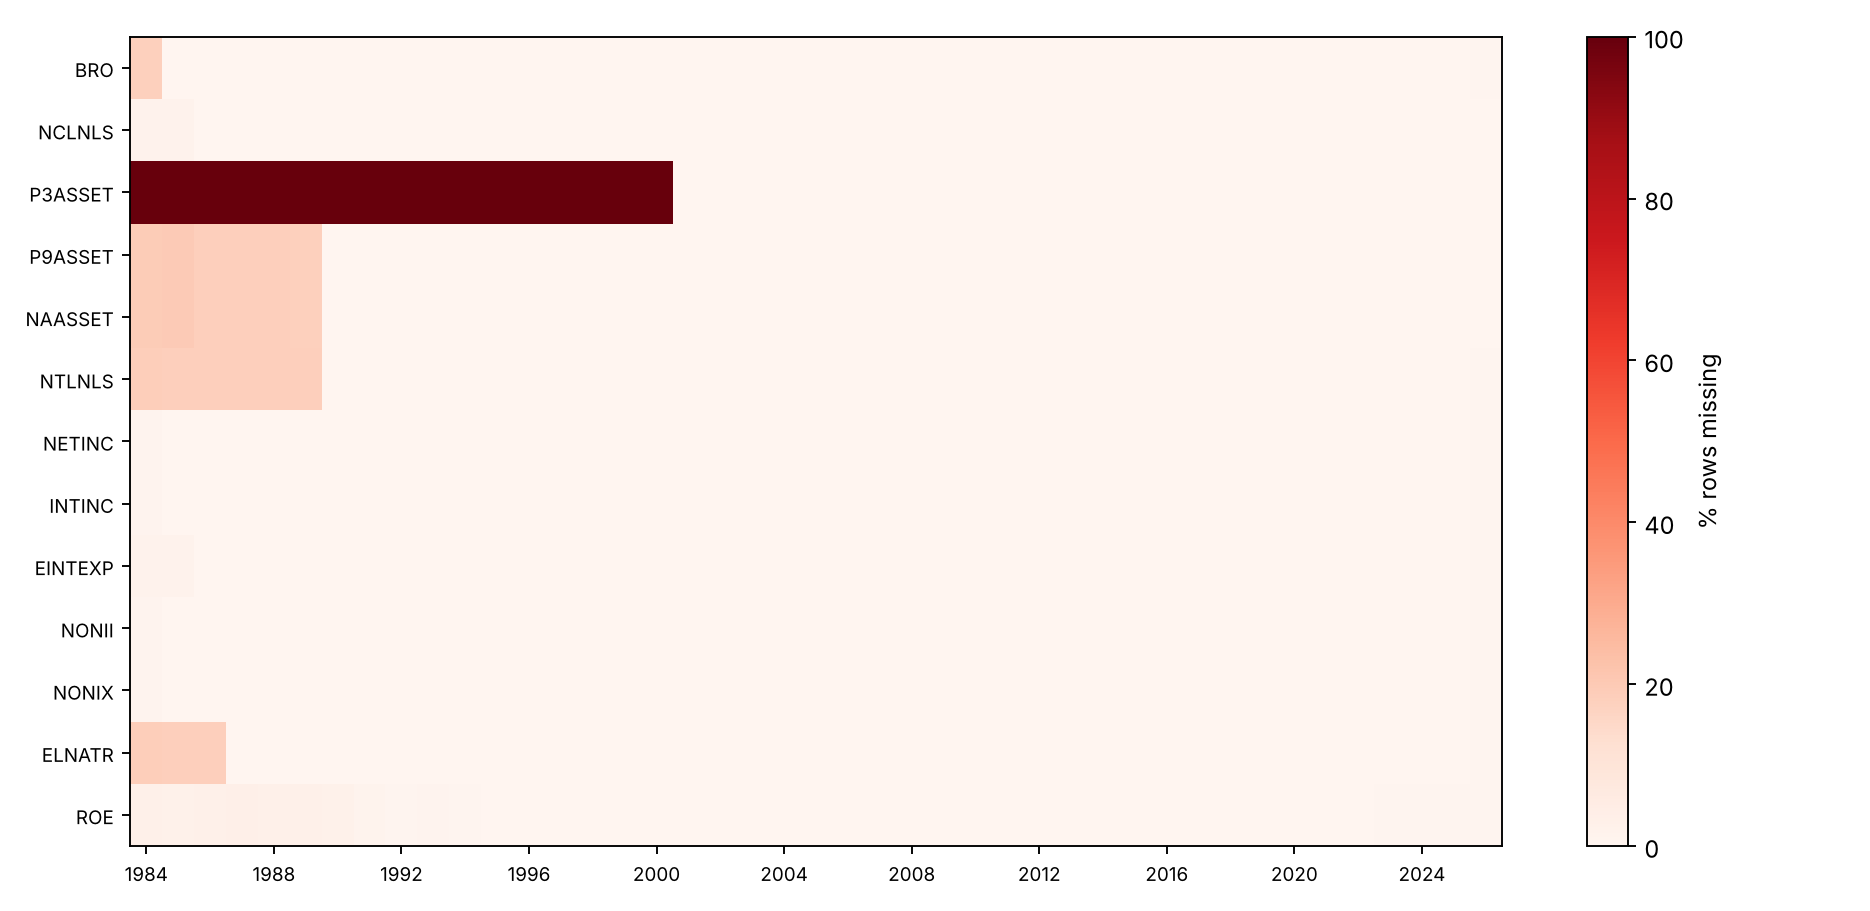 BRO
NCLNLS
P3ASSET
P9ASSET
NAASSET
NTLNLS
NETINC
INTINC
EINTEXP
NONII
NONIX
ELNATR
ROE
1984 1988 1992 1996 2000 2004 2008 2012 2016 2020 2024
100
80
60
40
20
0
% rows missing